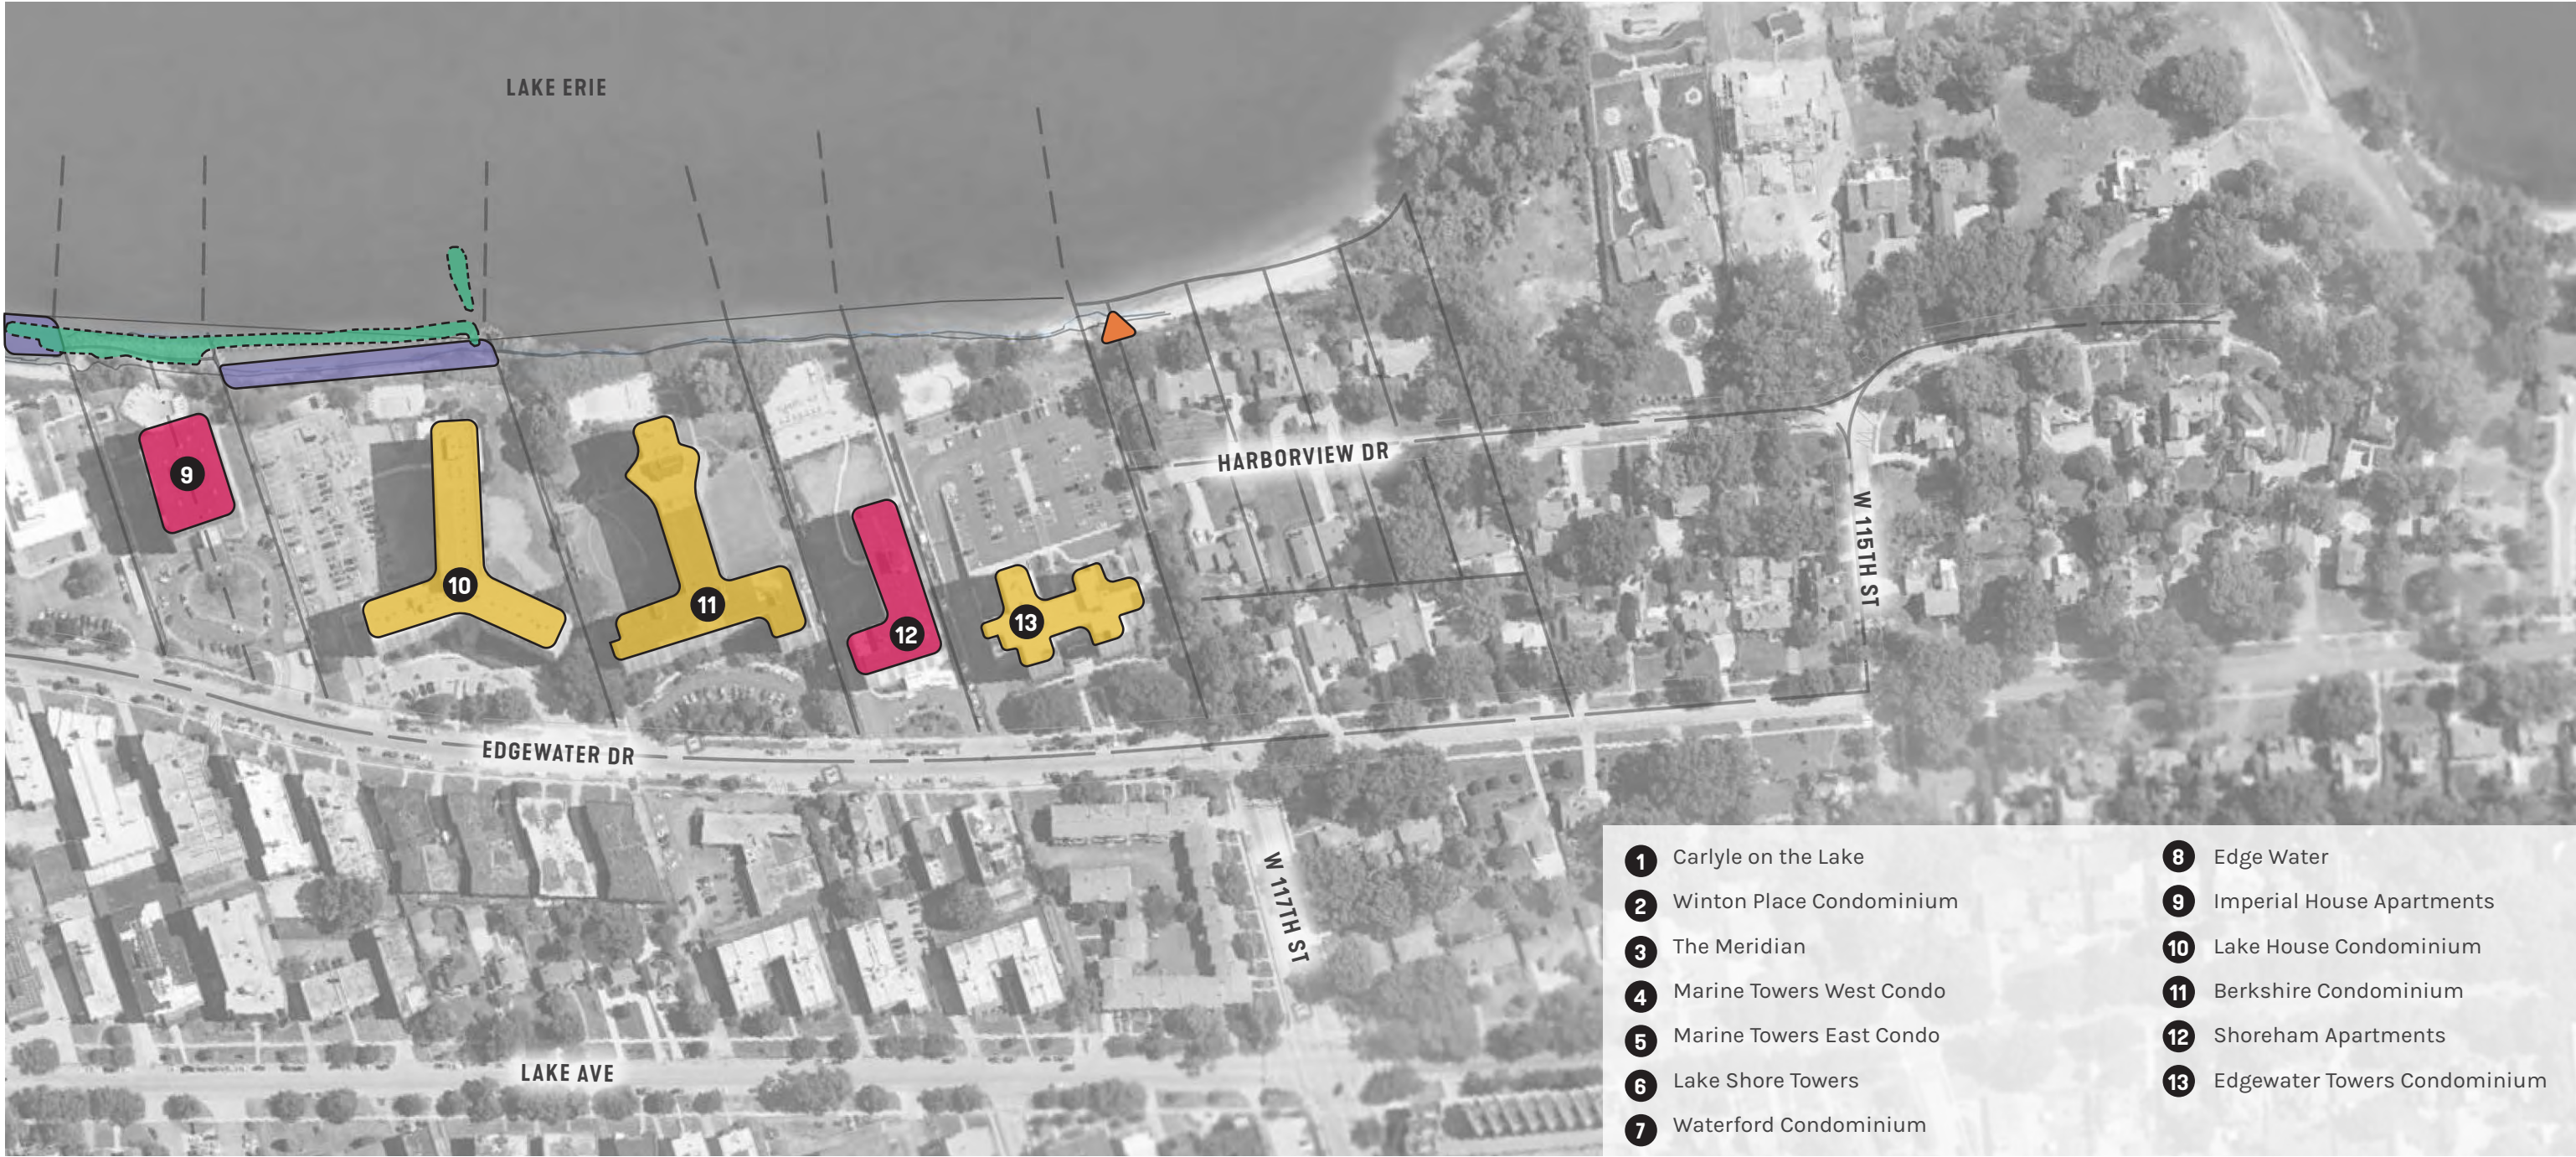 LAKE ERIE
HARBORVIEW DR
W 115TH ST
9
10
11
12
13
EDGEWATER DR
W 117TH ST
LAKE AVE
1 Carlyle on the Lake
2 Winton Place Condominium
3 The Meridian
4 Marine Towers West Condo
5 Marine Towers East Condo
6 Lake Shore Towers
7 Waterford Condominium
8 Edge Water
9 Imperial House Apartments
10 Lake House Condominium
11 Berkshire Condominium
12 Shoreham Apartments
13 Edgewater Towers Condominium